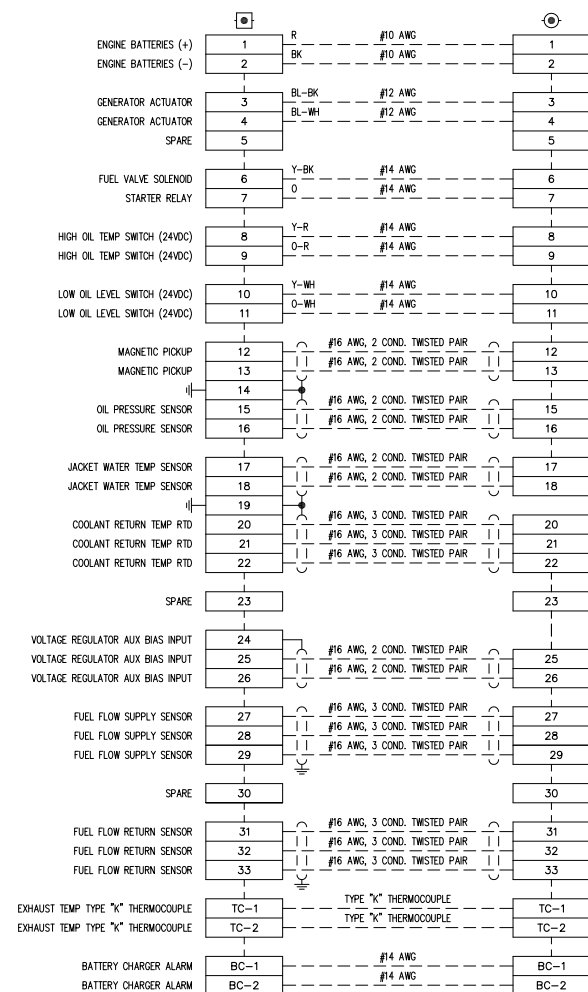 ENGINE BATTERIES (+) 1 R #10 AWG 1
ENGINE BATTERIES (-) 2 BK #10 AWG 2
GENERATOR ACTUATOR 3 BL-BK #12 AWG 3
GENERATOR ACTUATOR 4 BL-WH #12 AWG 4
SPARE 5 5
FUEL VALVE SOLENOID 6 Y-BK #14 AWG 6
STARTER RELAY 7 O #14 AWG 7
HIGH OIL TEMP SWITCH (24VDC) 8 Y-R #14 AWG 8
HIGH OIL TEMP SWITCH (24VDC) 9 O-R #14 AWG 9
LOW OIL LEVEL SWITCH (24VDC) 10 Y-WH #14 AWG 10
LOW OIL LEVEL SWITCH (24VDC) 11 O-WH #14 AWG 11
MAGNETIC PICKUP 12 #16 AWG, 2 COND. TWISTED PAIR 12
MAGNETIC PICKUP 13 #16 AWG, 2 COND. TWISTED PAIR 13
14
OIL PRESSURE SENSOR 15 #16 AWG, 2 COND. TWISTED PAIR 15
OIL PRESSURE SENSOR 16 #16 AWG, 2 COND. TWISTED PAIR 16
JACKET WATER TEMP SENSOR 17 #16 AWG, 2 COND. TWISTED PAIR 17
JACKET WATER TEMP SENSOR 18 #16 AWG, 2 COND. TWISTED PAIR 18
19
COOLANT RETURN TEMP RTD 20 #16 AWG, 3 COND. TWISTED PAIR 20
COOLANT RETURN TEMP RTD 21 #16 AWG, 3 COND. TWISTED PAIR 21
COOLANT RETURN TEMP RTD 22 #16 AWG, 3 COND. TWISTED PAIR 22
SPARE 23 23
VOLTAGE REGULATOR AUX BIAS INPUT 24
VOLTAGE REGULATOR AUX BIAS INPUT 25 #16 AWG, 2 COND. TWISTED PAIR 25
VOLTAGE REGULATOR AUX BIAS INPUT 26 #16 AWG, 2 COND. TWISTED PAIR 26
FUEL FLOW SUPPLY SENSOR 27 #16 AWG, 3 COND. TWISTED PAIR 27
FUEL FLOW SUPPLY SENSOR 28 #16 AWG, 3 COND. TWISTED PAIR 28
FUEL FLOW SUPPLY SENSOR 29 #16 AWG, 3 COND. TWISTED PAIR 29
SPARE 30 30
FUEL FLOW RETURN SENSOR 31 #16 AWG, 3 COND. TWISTED PAIR 31
FUEL FLOW RETURN SENSOR 32 #16 AWG, 3 COND. TWISTED PAIR 32
FUEL FLOW RETURN SENSOR 33 #16 AWG, 3 COND. TWISTED PAIR 33
EXHAUST TEMP TYPE "K" THERMOCOUPLE TC-1 TYPE "K" THERMOCOUPLE TC-1
EXHAUST TEMP TYPE "K" THERMOCOUPLE TC-2 TYPE "K" THERMOCOUPLE TC-2
BATTERY CHARGER ALARM BC-1 #14 AWG BC-1
BATTERY CHARGER ALARM BC-2 #14 AWG BC-2